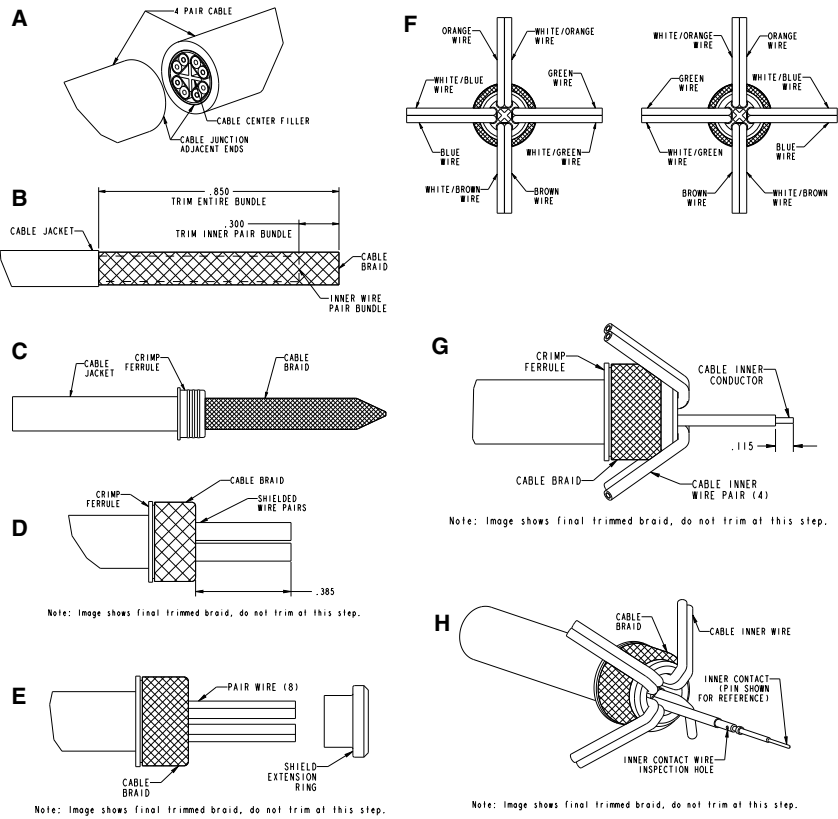 A
4 PAIR CABLE
CABLE CENTER FILLER
CABLE JUNCTION
ADJACENT ENDS
B
.850
TRIM ENTIRE BUNDLE
.300
TRIM INNER PAIR BUNDLE
CABLE JACKET
CABLE
BRAID
INNER WIRE
PAIR BUNDLE
C
CABLE
JACKET
CRIMP
FERRULE
CABLE
BRAID
D
CRIMP
FERRULE
CABLE BRAID
SHIELDED
WIRE PAIRS
.385
Note: Image shows final trimmed braid, do not trim at this step.
E
PAIR WIRE (8)
CABLE
BRAID
SHIELD
EXTENSION
RING
Note: Image shows final trimmed braid, do not trim at this step.
F
ORANGE
WIRE
WHITE/ORANGE
WIRE
WHITE/BLUE
WIRE
GREEN
WIRE
BLUE
WIRE
WHITE/GREEN
WIRE
WHITE/BROWN
WIRE
BROWN
WIRE
WHITE/ORANGE
WIRE
ORANGE
WIRE
GREEN
WIRE
WHITE/BLUE
WIRE
WHITE/GREEN
WIRE
BLUE
WIRE
BROWN
WIRE
WHITE/BROWN
WIRE
G
CRIMP
FERRULE
CABLE INNER
CONDUCTOR
.115
CABLE BRAID
CABLE INNER
WIRE PAIR (4)
Note: Image shows final trimmed braid, do not trim at this step.
H
CABLE
BRAID
CABLE INNER WIRE
INNER CONTACT
(PIN SHOWN
FOR REFERENCE)
INNER CONTACT WIRE
INSPECTION HOLE
Note: Image shows final trimmed braid, do not trim at this step.